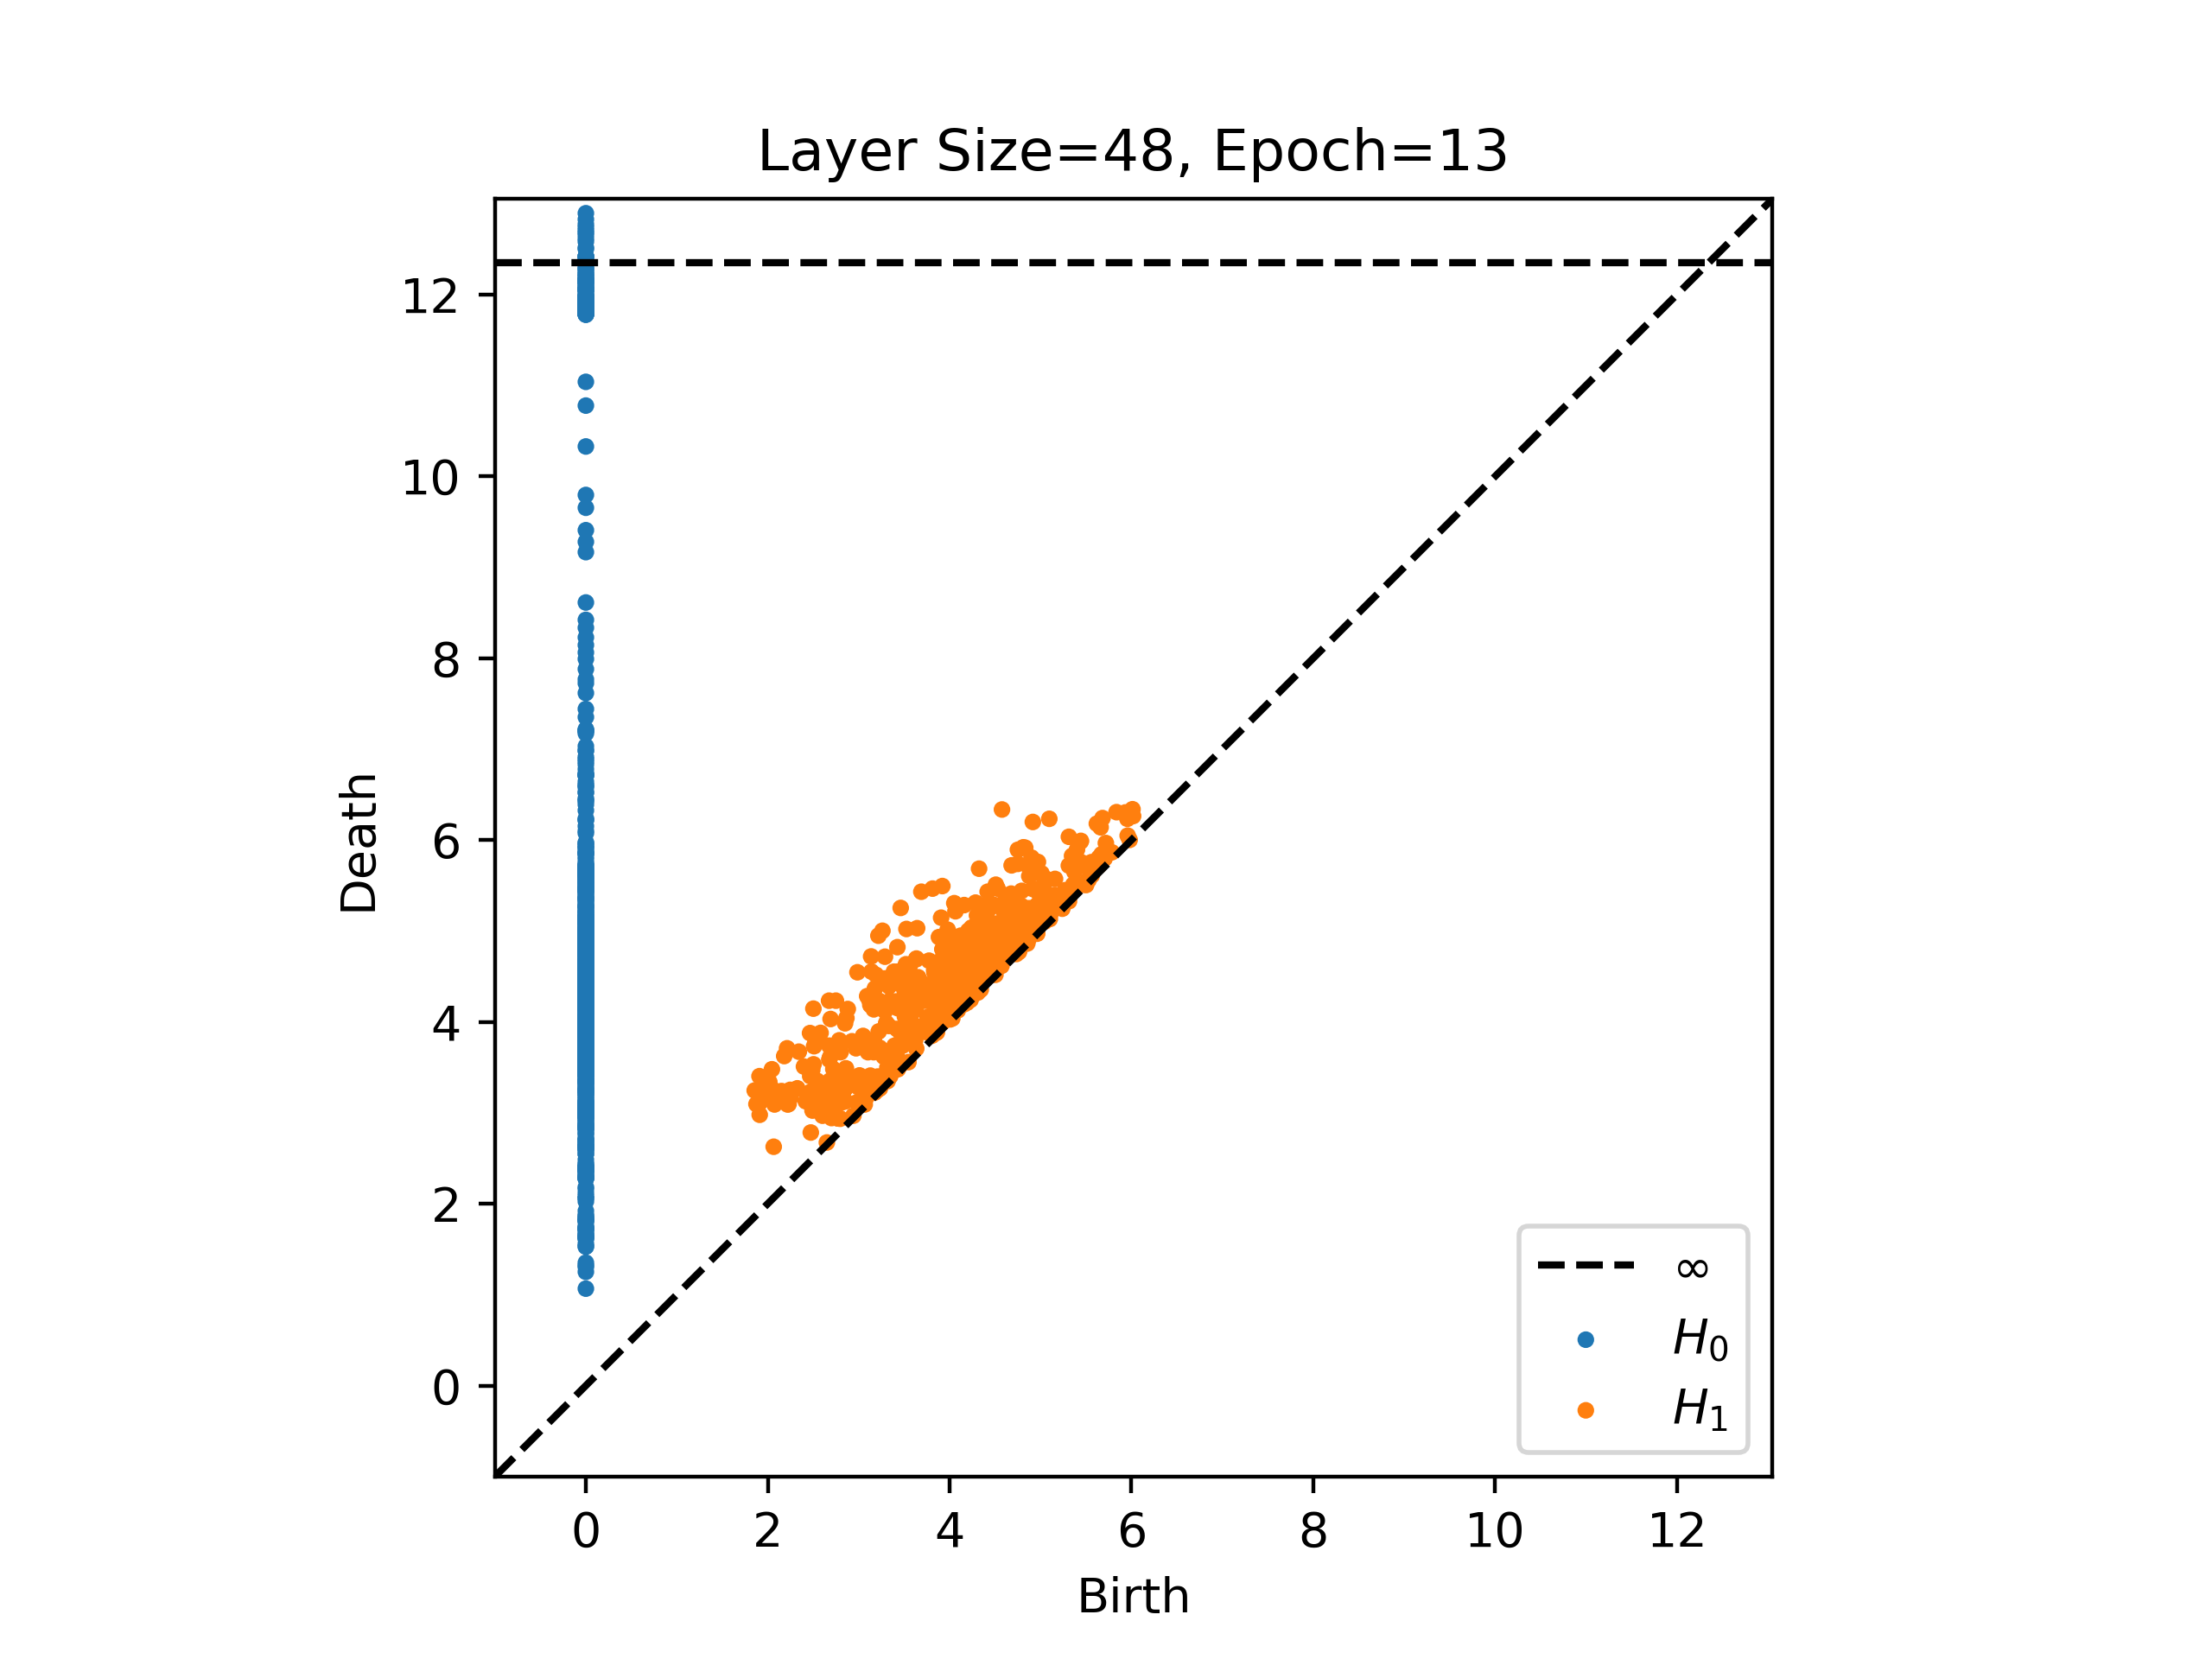 Layer Size=48, Epoch=13
12
10
8
6
4
2
0
Death
0 2 4 6 8 10 12
Birth
∞
H₀
H₁